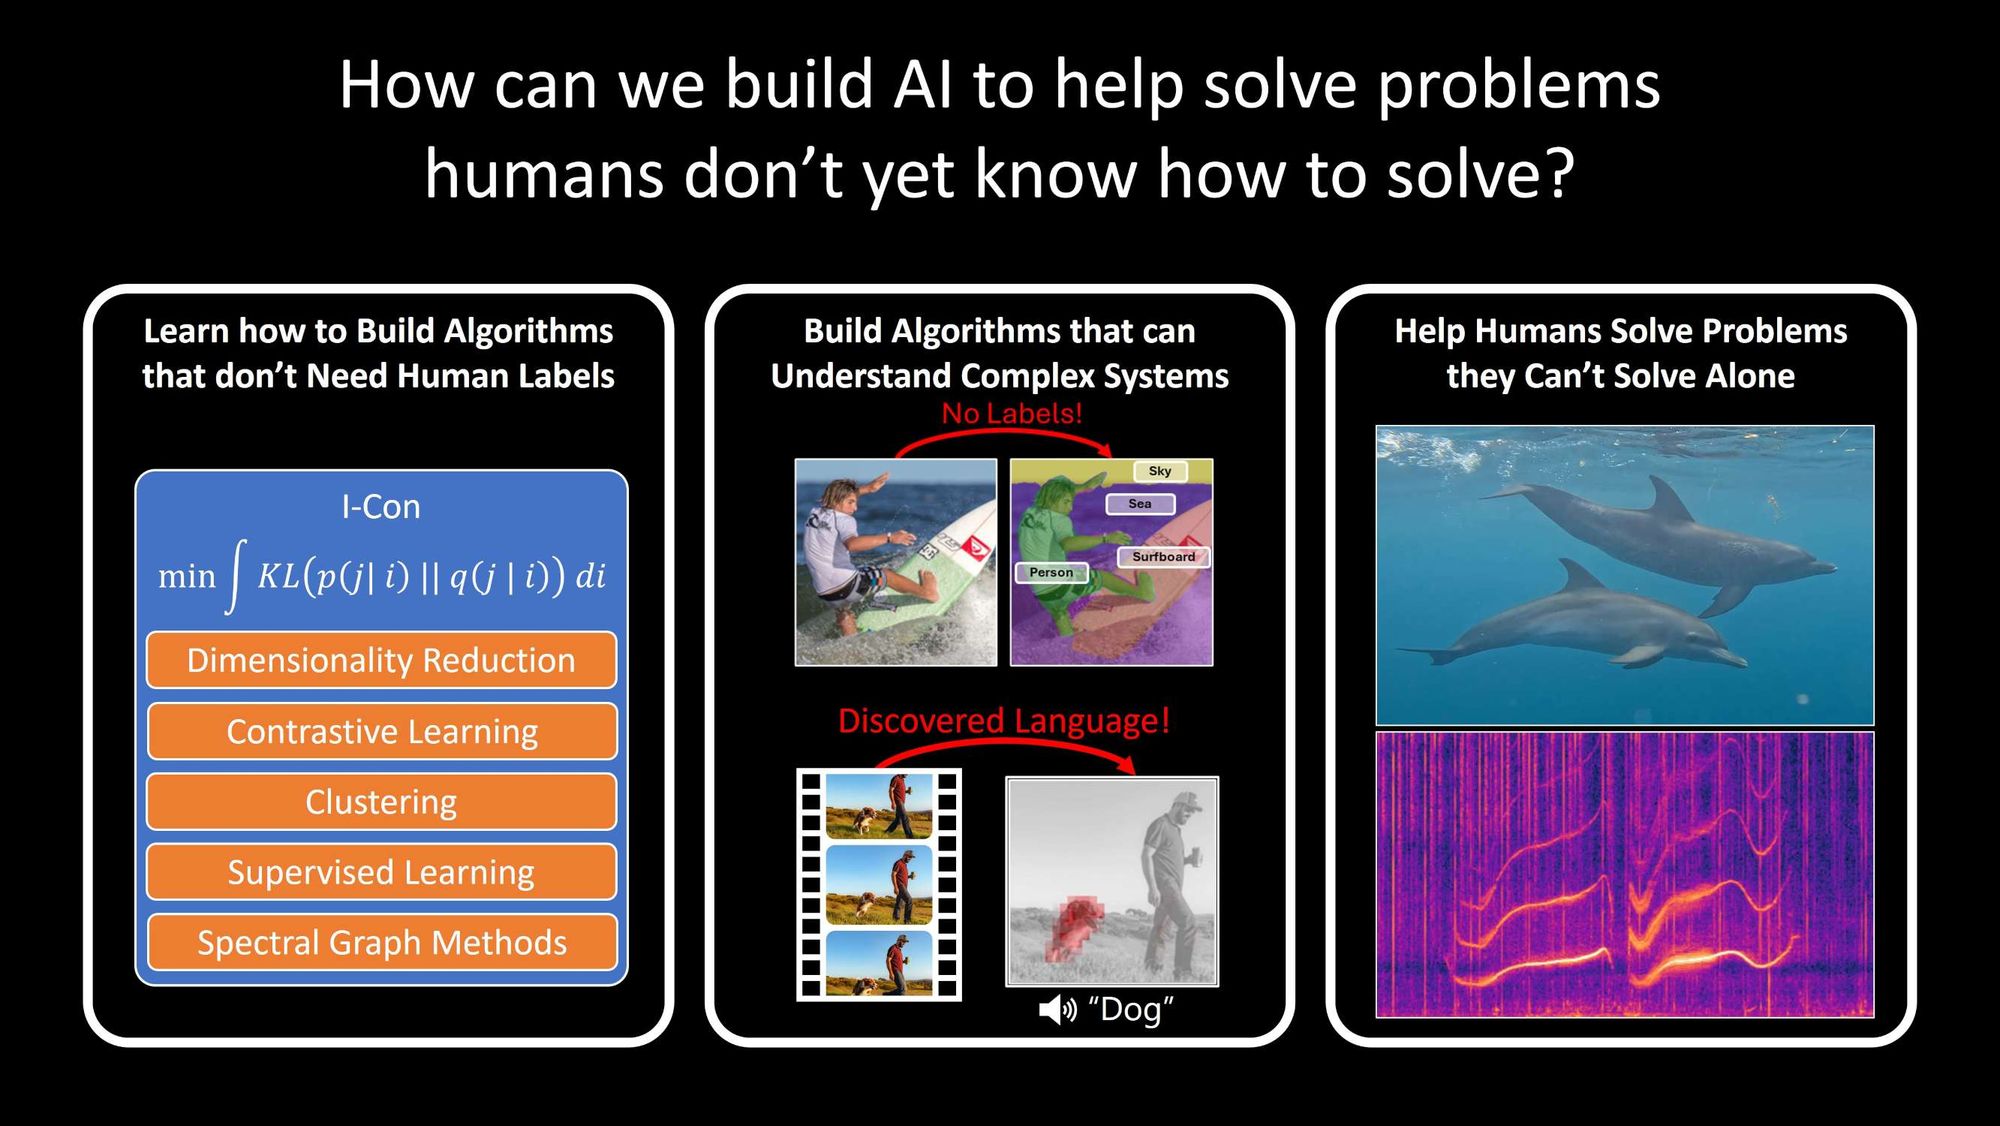 How can we build AI to help solve problems
humans don’t yet know how to solve?
Learn how to Build Algorithms
that don’t Need Human Labels
I-Con
min ∫ KL(p(j| i) || q(j | i)) di
Dimensionality Reduction
Contrastive Learning
Clustering
Supervised Learning
Spectral Graph Methods
Build Algorithms that can
Understand Complex Systems
No Labels!
Sky
Sea
Surfboard
Person
Discovered Language!
“Dog”
Help Humans Solve Problems
they Can’t Solve Alone